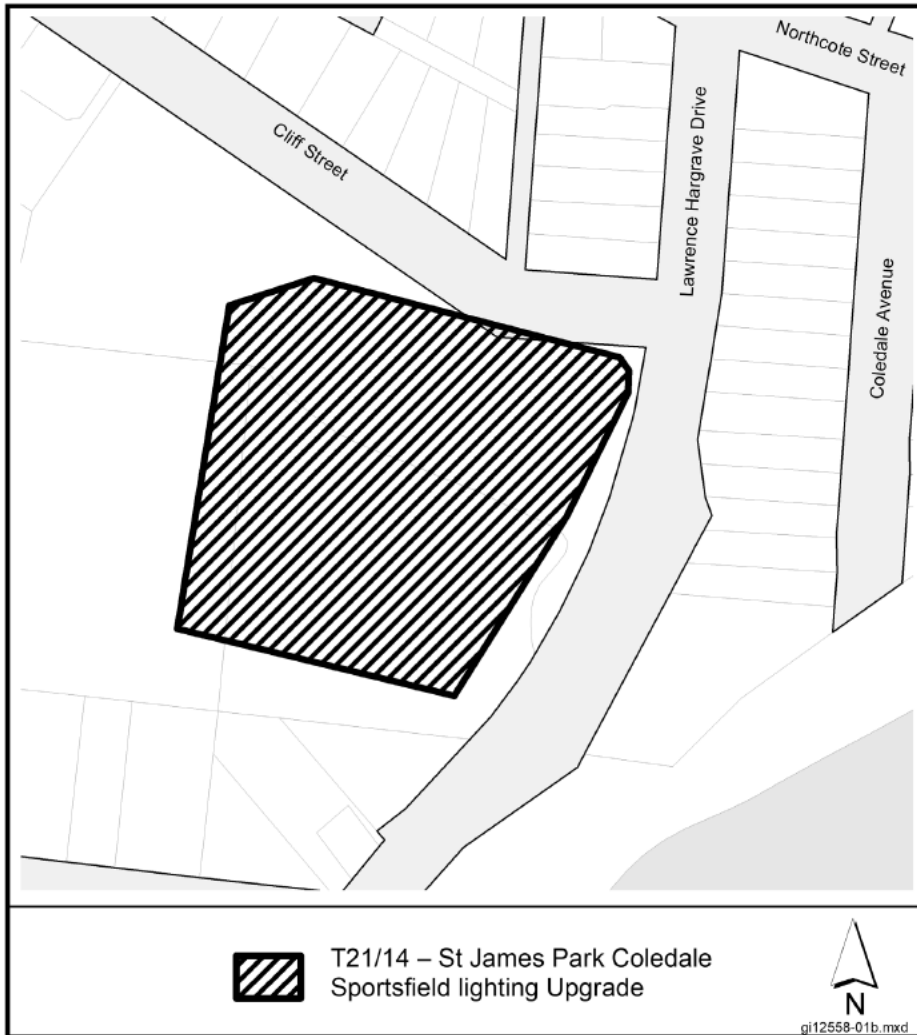 Northcote Street
Cliff Street
Lawrence Hargrave Drive
Coledale Avenue
T21/14 – St James Park Coledale
Sportsfield lighting Upgrade
N
gi12558-01b.mxd